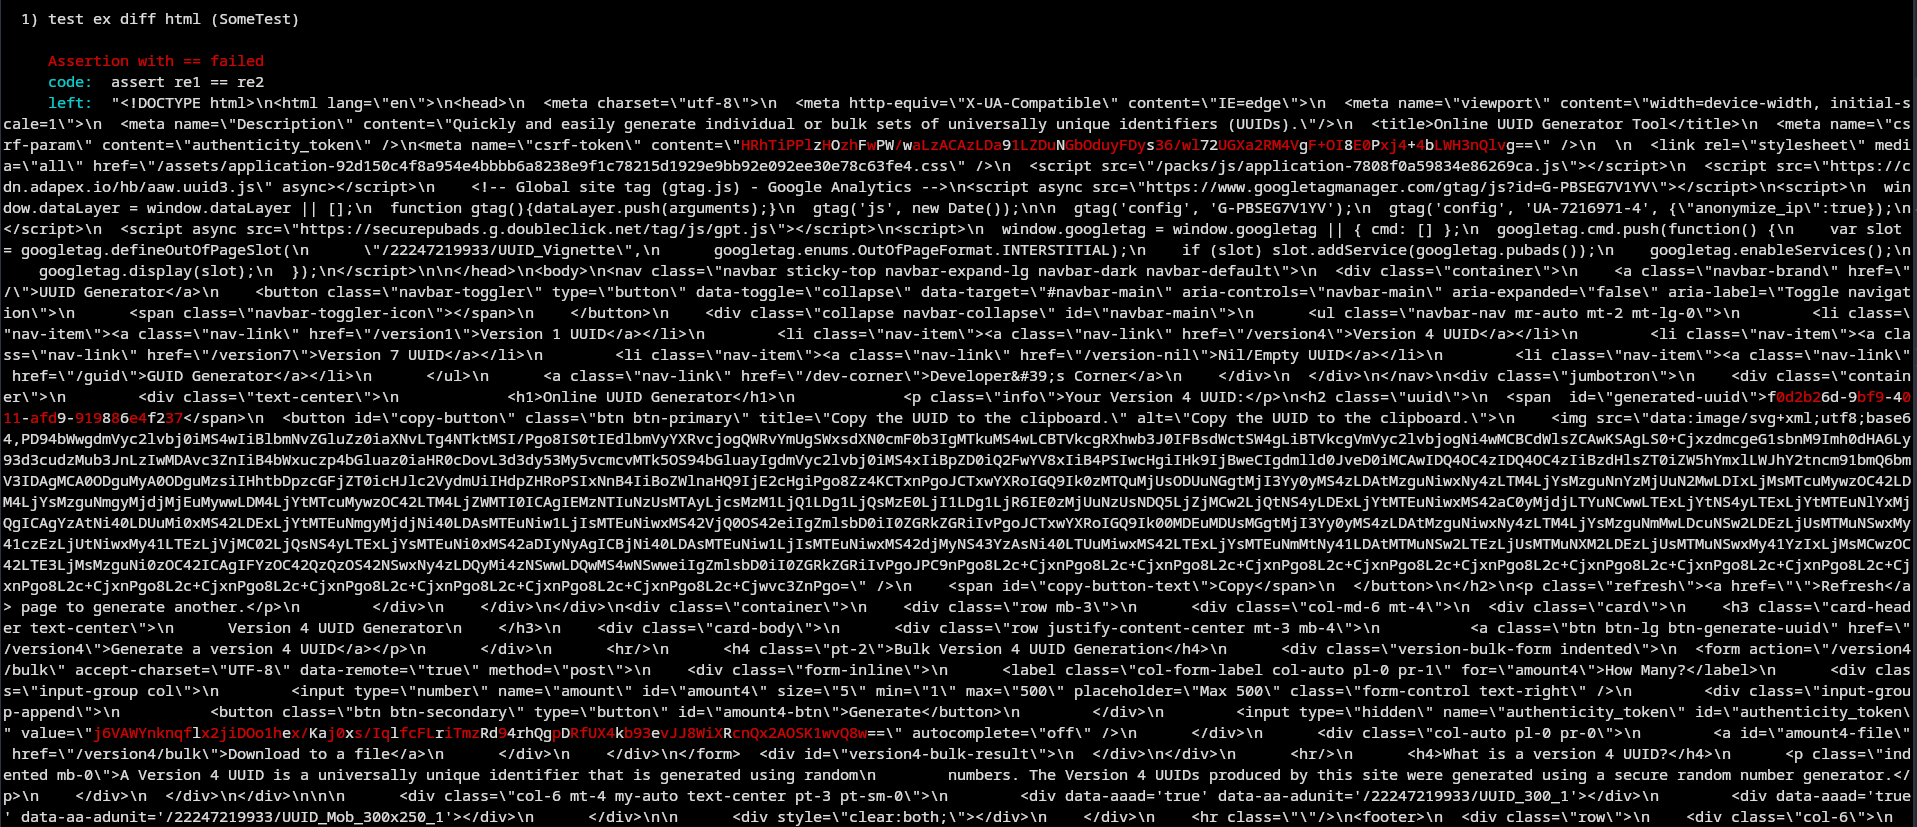 1) test ex diff html (SomeTest)
Assertion with == failed
code:  assert re1 == re2
left:  "<!DOCTYPE html>\n<html lang=\"en\">\n<head>\n  <meta charset=\"utf-8\">\n  <meta http-equiv=\"X-UA-Compatible\" content=\"IE=edge\">\n  <meta name=\"viewport\" content=\"width=device-width, initial-s
cale=1\">\n  <meta name=\"Description\" content=\"Quickly and easily generate individual or bulk sets of universally unique identifiers (UUIDs).\"/>\n  <title>Online UUID Generator Tool</title>\n  <meta name=\"cs
rf-param\" content=\"authenticity_token\" />\n<meta name=\"csrf-token\" content=\"HRhTiPPlzHOzhFwPW/waLzACAzLDa91LZDuNGbOduyFDys36/wl72UGXa2RM4VgF+OI8E0Pxj4+4bLWH3nQlvg==\" />\n  \n  <link rel=\"stylesheet\" medi
a=\"all\" href=\"/assets/application-92d150c4f8a954e4bbbb6a8238e9f1c78215d1929e9bb92e092ee30e78c63fe4.css\" />\n  <script src=\"/packs/js/application-7808f0a59834e86269ca.js\"></script>\n  <script src=\"https://c
dn.adapex.io/hb/aaw.uuid3.js\" async></script>\n    <!-- Global site tag (gtag.js) - Google Analytics -->\n<script async src=\"https://www.googletagmanager.com/gtag/js?id=G-PBSEG7V1YV\"></script>\n<script>\n  win
dow.dataLayer = window.dataLayer || [];\n  function gtag(){dataLayer.push(arguments);}\n  gtag('js', new Date());\n\n  gtag('config', 'G-PBSEG7V1YV');\n  gtag('config', 'UA-7216971-4', {\"anonymize_ip\":true});\n
</script>\n  <script async src=\"https://securepubads.g.doubleclick.net/tag/js/gpt.js\"></script>\n<script>\n  window.googletag = window.googletag || { cmd: [] };\n  googletag.cmd.push(function() {\n    var slot 
= googletag.defineOutOfPageSlot(\n      \"/22247219933/UUID_Vignette\",\n      googletag.enums.OutOfPageFormat.INTERSTITIAL);\n    if (slot) slot.addService(googletag.pubads());\n    googletag.enableServices();\n
    googletag.display(slot);\n  });\n</script>\n\n</head>\n<body>\n<nav class=\"navbar sticky-top navbar-expand-lg navbar-dark navbar-default\">\n  <div class=\"container\">\n    <a class=\"navbar-brand\" href=\"
/\">UUID Generator</a>\n    <button class=\"navbar-toggler\" type=\"button\" data-toggle=\"collapse\" data-target=\"#navbar-main\" aria-controls=\"navbar-main\" aria-expanded=\"false\" aria-label=\"Toggle navigat
ion\">\n      <span class=\"navbar-toggler-icon\"></span>\n    </button>\n    <div class=\"collapse navbar-collapse\" id=\"navbar-main\">\n      <ul class=\"navbar-nav mr-auto mt-2 mt-lg-0\">\n        <li class=\
"nav-item\"><a class=\"nav-link\" href=\"/version1\">Version 1 UUID</a></li>\n        <li class=\"nav-item\"><a class=\"nav-link\" href=\"/version4\">Version 4 UUID</a></li>\n        <li class=\"nav-item\"><a cla
ss=\"nav-link\" href=\"/version7\">Version 7 UUID</a></li>\n        <li class=\"nav-item\"><a class=\"nav-link\" href=\"/version-nil\">Nil/Empty UUID</a></li>\n        <li class=\"nav-item\"><a class=\"nav-link\"
 href=\"/guid\">GUID Generator</a></li>\n      </ul>\n      <a class=\"nav-link\" href=\"/dev-corner\">Developer&#39;s Corner</a>\n    </div>\n  </div>\n</nav>\n<div class=\"jumbotron\">\n    <div class=\"contain
er\">\n      <div class=\"text-center\">\n        <h1>Online UUID Generator</h1>\n        <p class=\"info\">Your Version 4 UUID:</p>\n<h2 class=\"uuid\">\n  <span  id=\"generated-uuid\">f0d2b26d-9bf9-40
11-afd9-919886e4f237</span>\n  <button id=\"copy-button\" class=\"btn btn-primary\" title=\"Copy the UUID to the clipboard.\" alt=\"Copy the UUID to the clipboard.\">\n    <img src=\"data:image/svg+xml;utf8;base6
4,
" />\n    <span id=\"copy-button-text\">Copy</span>\n  </button>\n</h2>\n<p class=\"refresh\"><a href=\"\">Refresh</a
> page to generate another.</p>\n        </div>\n    </div>\n</div>\n<div class=\"container\">\n    <div class=\"row mb-3\">\n      <div class=\"col-md-6 mt-4\">\n  <div class=\"card\">\n    <h3 class=\"card-head
er text-center\">\n      Version 4 UUID Generator\n    </h3>\n    <div class=\"card-body\">\n      <div class=\"row justify-content-center mt-3 mb-4\">\n          <a class=\"btn btn-lg btn-generate-uuid\" href=\"
/version4\">Generate a version 4 UUID</a></p>\n      </div>\n      <hr/>\n      <h4 class=\"pt-2\">Bulk Version 4 UUID Generation</h4>\n      <div class=\"version-bulk-form indented\">\n  <form action=\"/version4
/bulk\" accept-charset=\"UTF-8\" data-remote=\"true\" method=\"post\">\n    <div class=\"form-inline\">\n        <label class=\"col-form-label col-auto pl-0 pr-1\" for=\"amount4\">How Many?</label>\n      <div clas
s=\"input-group col\">\n        <input type=\"number\" name=\"amount\" id=\"amount4\" size=\"5\" min=\"1\" max=\"500\" placeholder=\"Max 500\" class=\"form-control text-right\" />\n          <div class=\"input-grou
p-append\">\n          <button class=\"btn btn-secondary\" type=\"button\" id=\"amount4-btn\">Generate</button>\n        </div>\n        <input type=\"hidden\" name=\"authenticity_token\" id=\"authenticity_token\
" value=\"j6VAWYnknqflx2jiDOo1hex/Kaj0xs/IqlfcFLriTmzRd94rhQgpDRfUX4kb93evJJ8WiXRcnQx2AOSK1wvQ8w==\" autocomplete=\"off\" />\n      </div>\n      <div class=\"col-auto pl-0 pr-0\">\n        <a id=\"amount4-file\"
 href=\"/version4/bulk\">Download to a file</a>\n      </div>\n    </div>\n</form>  <div id=\"version4-bulk-result\">\n  </div>\n</div>\n      <hr/>\n      <h4>What is a version 4 UUID?</h4>\n      <p class=\"ind
ented mb-0\">A Version 4 UUID is a universally unique identifier that is generated using random\n        numbers. The Version 4 UUIDs produced by this site were generated using a secure random number generator.</
p>\n    </div>\n  </div>\n</div>\n\n\n      <div class=\"col-6 mt-4 my-auto text-center pt-3 pt-sm-0\">\n        <div data-aaad='true' data-aa-adunit='/22247219933/UUID_300_1'></div>\n        <div data-aaad='true
' data-aa-adunit='/22247219933/UUID_Mob_300x250_1'></div>\n      </div>\n\n      <div style=\"clear:both;\"></div>\n    </div>\n    <hr class=\"\"/>\n<footer>\n  <div class=\"row\">\n    <div class=\"col-6\">\n